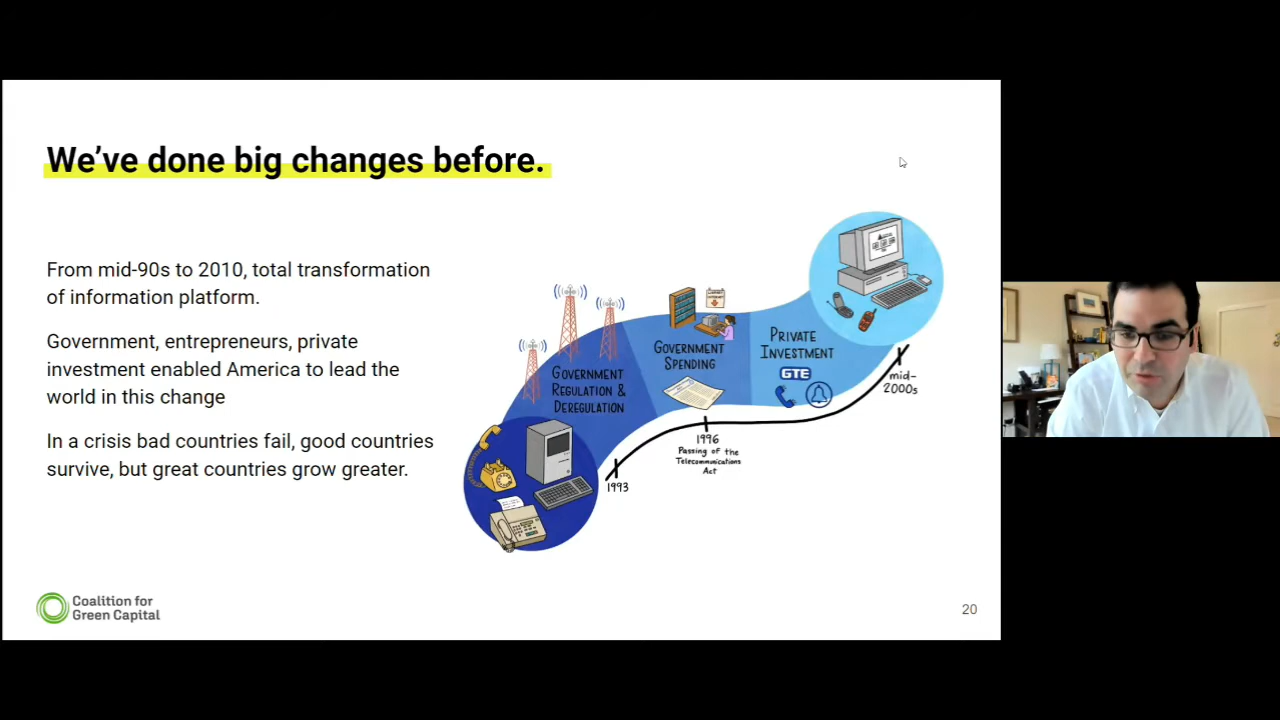 We've done big changes before.
From mid-90s to 2010, total transformation
of information platform.
Government, entrepreneurs, private
investment enabled America to lead the
world in this change
In a crisis bad countries fail, good countries
survive, but great countries grow greater.
GOVERNMENT
REGULATION &
DEREGULATION
GOVERNMENT
SPENDING
PRIVATE
INVESTMENT
GTE
1993
1996
Passing of the
Telecommunications
Act
mid-
2000s
Coalition for
Green Capital
20